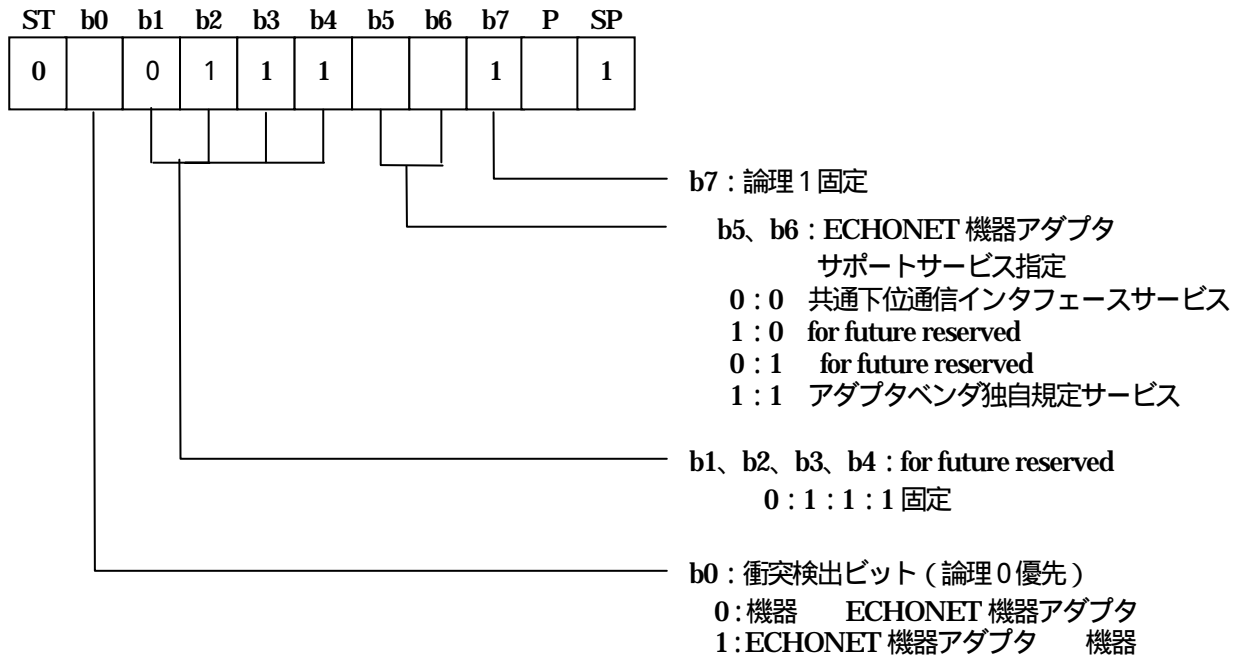 ST b0 b1 b2 b3 b4 b5 b6 b7 P SP
0 0 1 1 1 1 1
b7：論理1固定
b5、b6：ECHONET 機器アダプタ
サポートサービス指定
0：0 共通下位通信インタフェースサービス
1：0 for future reserved
0：1 for future reserved
1：1 アダプタベンダ独自規定サービス
b1、b2、b3、b4：for future reserved
0：1：1：1 固定
b0：衝突検出ビット（論理0優先）
0：機器 ECHONET 機器アダプタ
1：ECHONET 機器アダプタ 機器